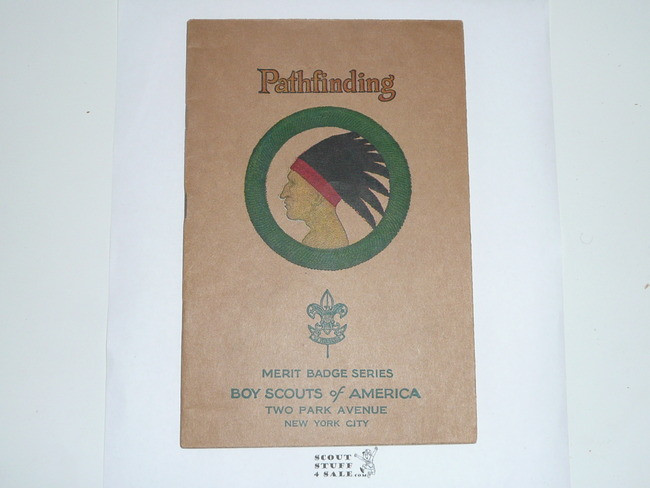 Pathfinding
MERIT BADGE SERIES
BOY SCOUTS of AMERICA
TWO PARK AVENUE
NEW YORK CITY
SCOUT
STUFF
4 SALE.com